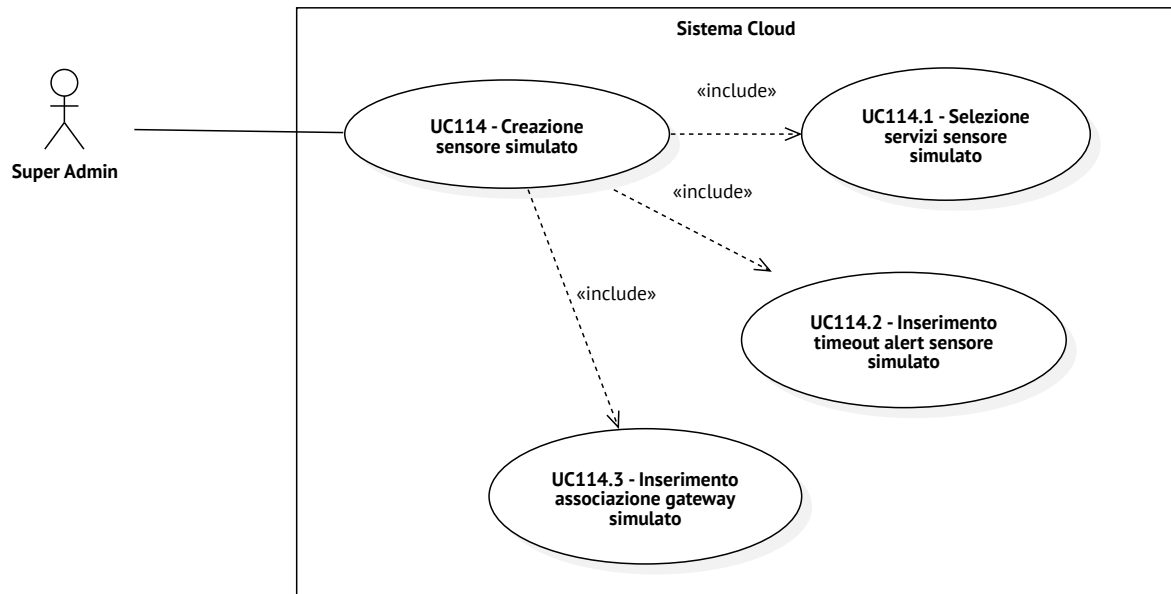 Sistema Cloud
Super Admin
UC114 - Creazione
sensore simulato
«include»
UC114.1 - Selezione
servizi sensore
simulato
«include»
UC114.2 - Inserimento
timeout alert sensore
simulato
«include»
UC114.3 - Inserimento
associazione gateway
simulato